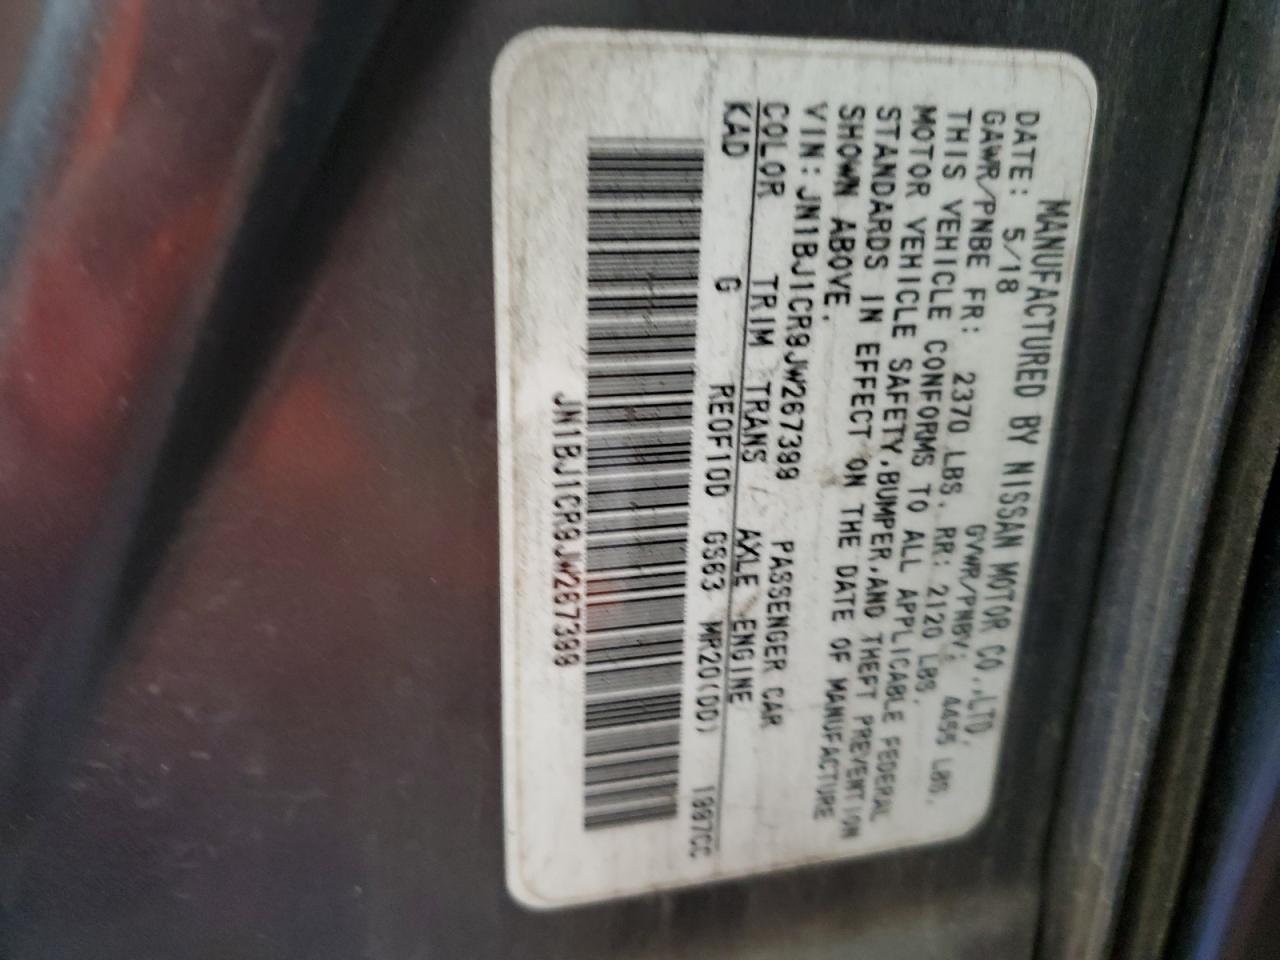 MANUFACTURED BY NISSAN MOTOR CO.,LTD.
DATE: 5/18 GVWR/PNBV: 4455 LBS.
GAWR/PNBE FR: 2370 LBS. RR: 2120 LBS.
THIS VEHICLE CONFORMS TO ALL APPLICABLE FEDERAL
MOTOR VEHICLE SAFETY,BUMPER,AND THEFT PREVENTION
STANDARDS IN EFFECT ON THE DATE OF MANUFACTURE
SHOWN ABOVE.
VIN: PASSENGER CAR
COLOR TRIM TRANS AXLE ENGINE
KAD G RE0F10D GS63 MR20(DD) 1997CC